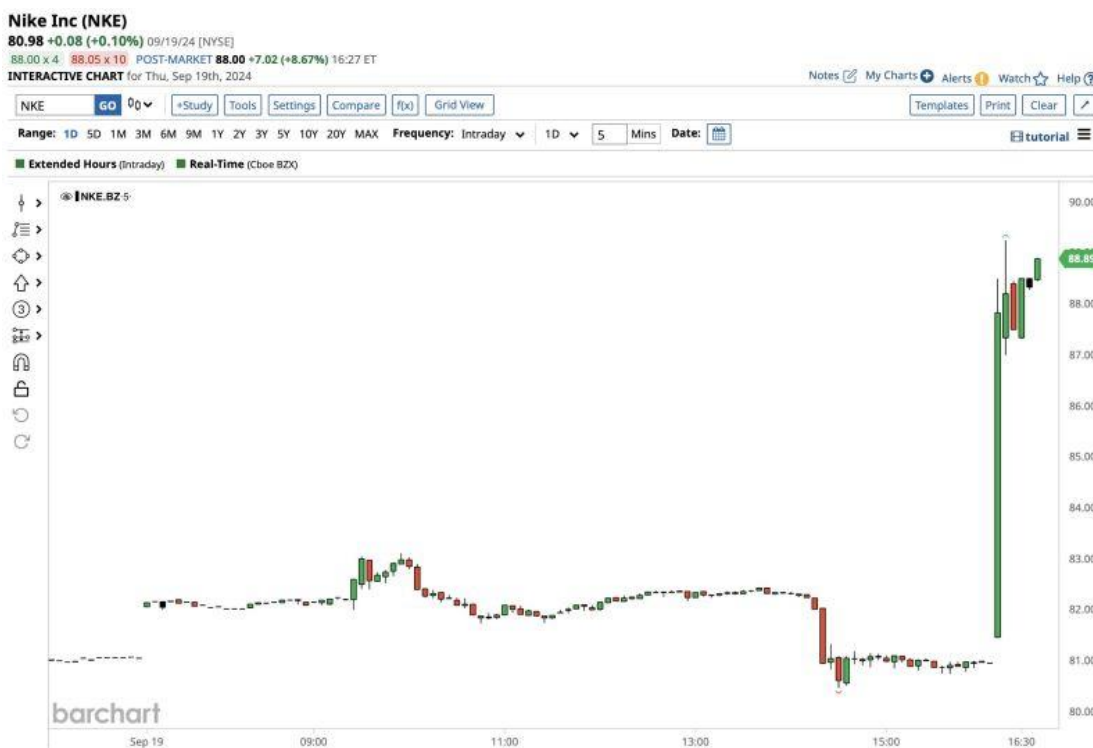 Nike Inc (NKE)
80.98 +0.08 (+0.10%) 09/19/24 [NYSE]
88.00 x 4 88.05 x 10 POST-MARKET 88.00 +7.02 (+8.67%) 16:27 ET
INTERACTIVE CHART for Thu, Sep 19th, 2024
Notes My Charts Alerts Watch Help
NKE GO +Study Tools Settings Compare f(x) Grid View Templates Print Clear
Range: 1D 5D 1M 3M 6M 9M 1Y 2Y 3Y 5Y 10Y 20Y MAX Frequency: Intraday 1D 5 Mins Date:
tutorial
Extended Hours (Intraday) Real-Time (Cboe BZX)
NKE.BZ·5·
3
90.00
88.89
88.00
87.00
86.00
85.00
84.00
83.00
82.00
81.00
80.00
barchart
Sep 19 09:00 11:00 13:00 15:00 16:30